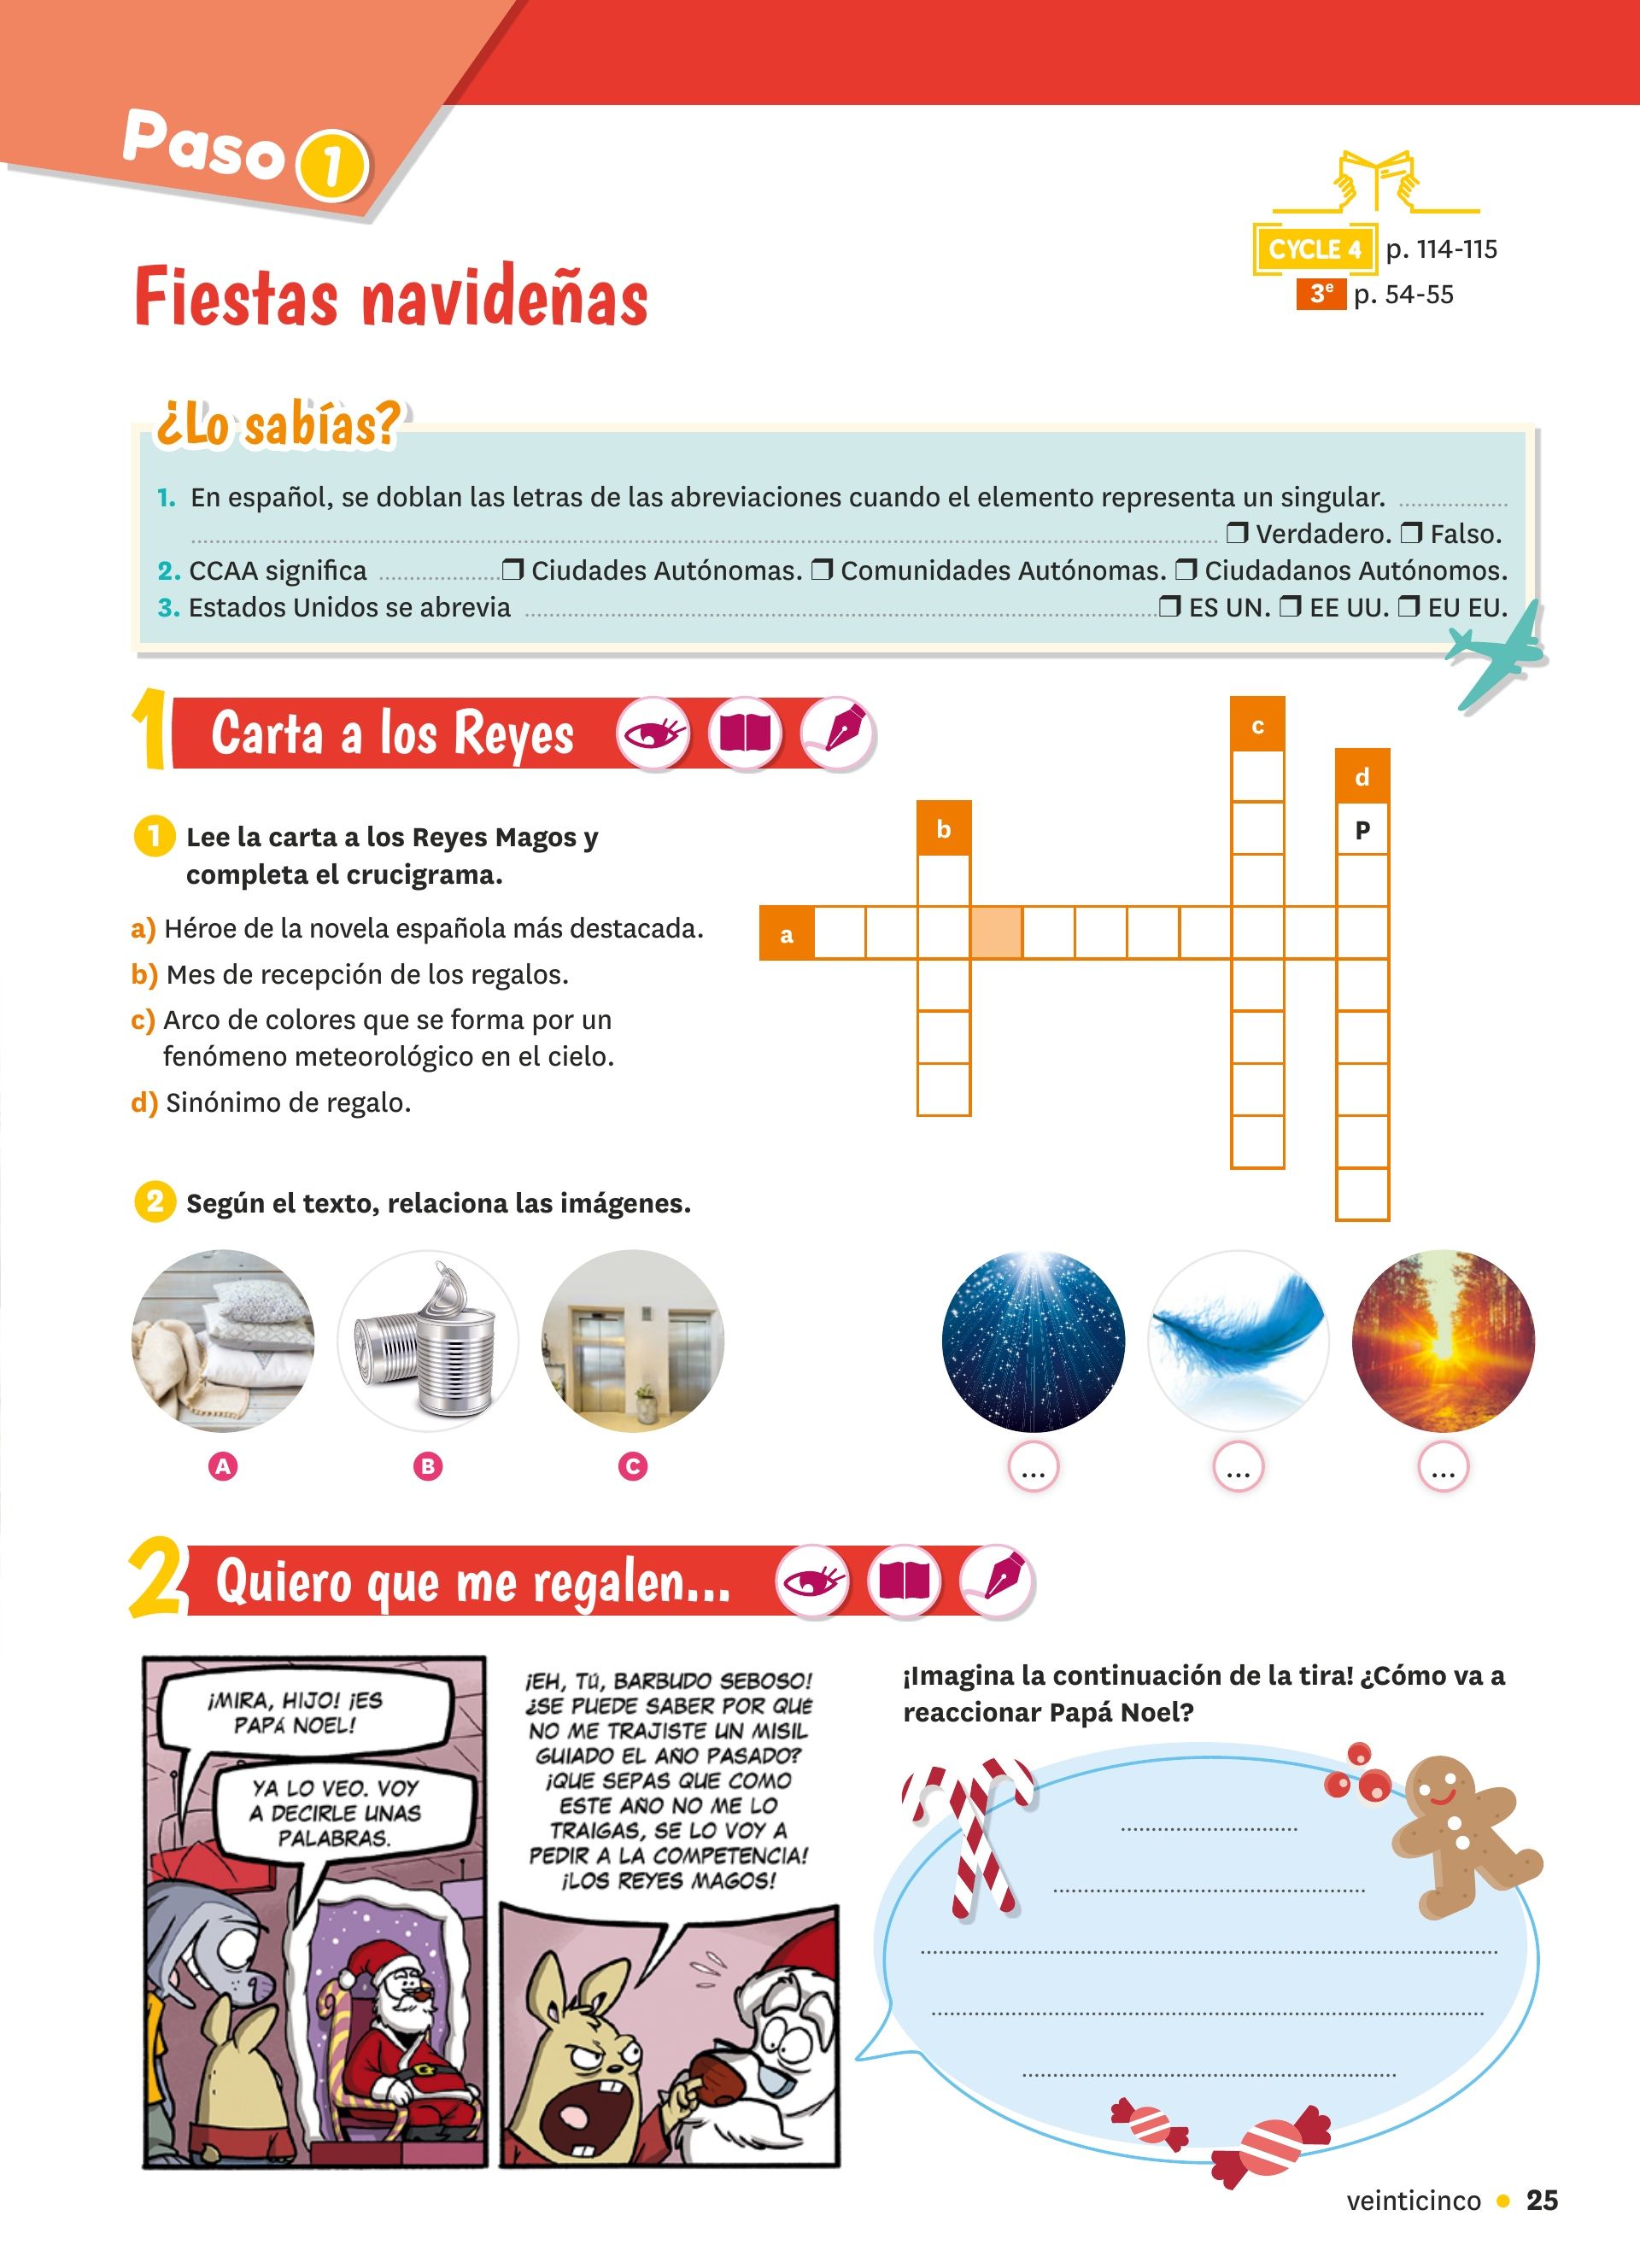 Paso 1
CYCLE 4 p. 114-115
3e p. 54-55
Fiestas navideñas
¿Lo sabías?
1. En español, se doblan las letras de las abreviaciones cuando el elemento representa un singular. ..................
❐ Verdadero. ❐ Falso.
2. CCAA significa .................... ❐ Ciudades Autónomas. ❐ Comunidades Autónomas. ❐ Ciudadanos Autónomos.
3. Estados Unidos se abrevia .................... ❐ ES UN. ❐ EE UU. ❐ EU EU.
1 Carta a los Reyes
1 Lee la carta a los Reyes Magos y
completa el crucigrama.
a) Héroe de la novela española más destacada.
b) Mes de recepción de los regalos.
c) Arco de colores que se forma por un
fenómeno meteorológico en el cielo.
d) Sinónimo de regalo.
c
d
b
P
a
2 Según el texto, relaciona las imágenes.
A B C ... ... ...
2 Quiero que me regalen...
¡MIRA, HIJO! ¡ES
PAPÁ NOEL!
YA LO VEO. VOY
A DECIRLE UNAS
PALABRAS.
¡EH, TÚ, BARBUDO SEBOSO!
¿SE PUEDE SABER POR QUÉ
NO ME TRAJISTE UN MISIL
GUIADO EL AÑO PASADO?
¡QUE SEPAS QUE COMO
ESTE AÑO NO ME LO
TRAIGAS, SE LO VOY A
PEDIR A LA COMPETENCIA!
¡LOS REYES MAGOS!
¡Imagina la continuación de la tira! ¿Cómo va a
reaccionar Papá Noel?
veinticinco • 25